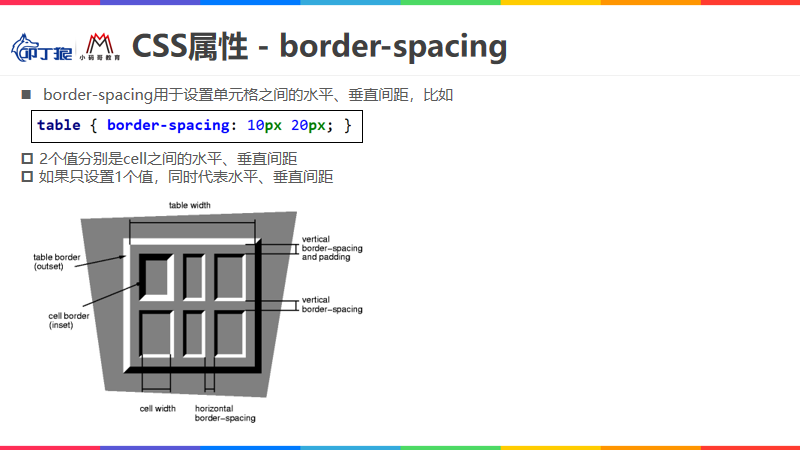 叩丁狼
小码哥教育
CSS属性 - border-spacing
border-spacing用于设置单元格之间的水平、垂直间距，比如
table { border-spacing: 10px 20px; }
2个值分别是cell之间的水平、垂直间距
如果只设置1个值，同时代表水平、垂直间距
table width
vertical
border-spacing
and padding
table border
(outset)
vertical
border-spacing
cell border
(inset)
cell width
horizontal
border-spacing